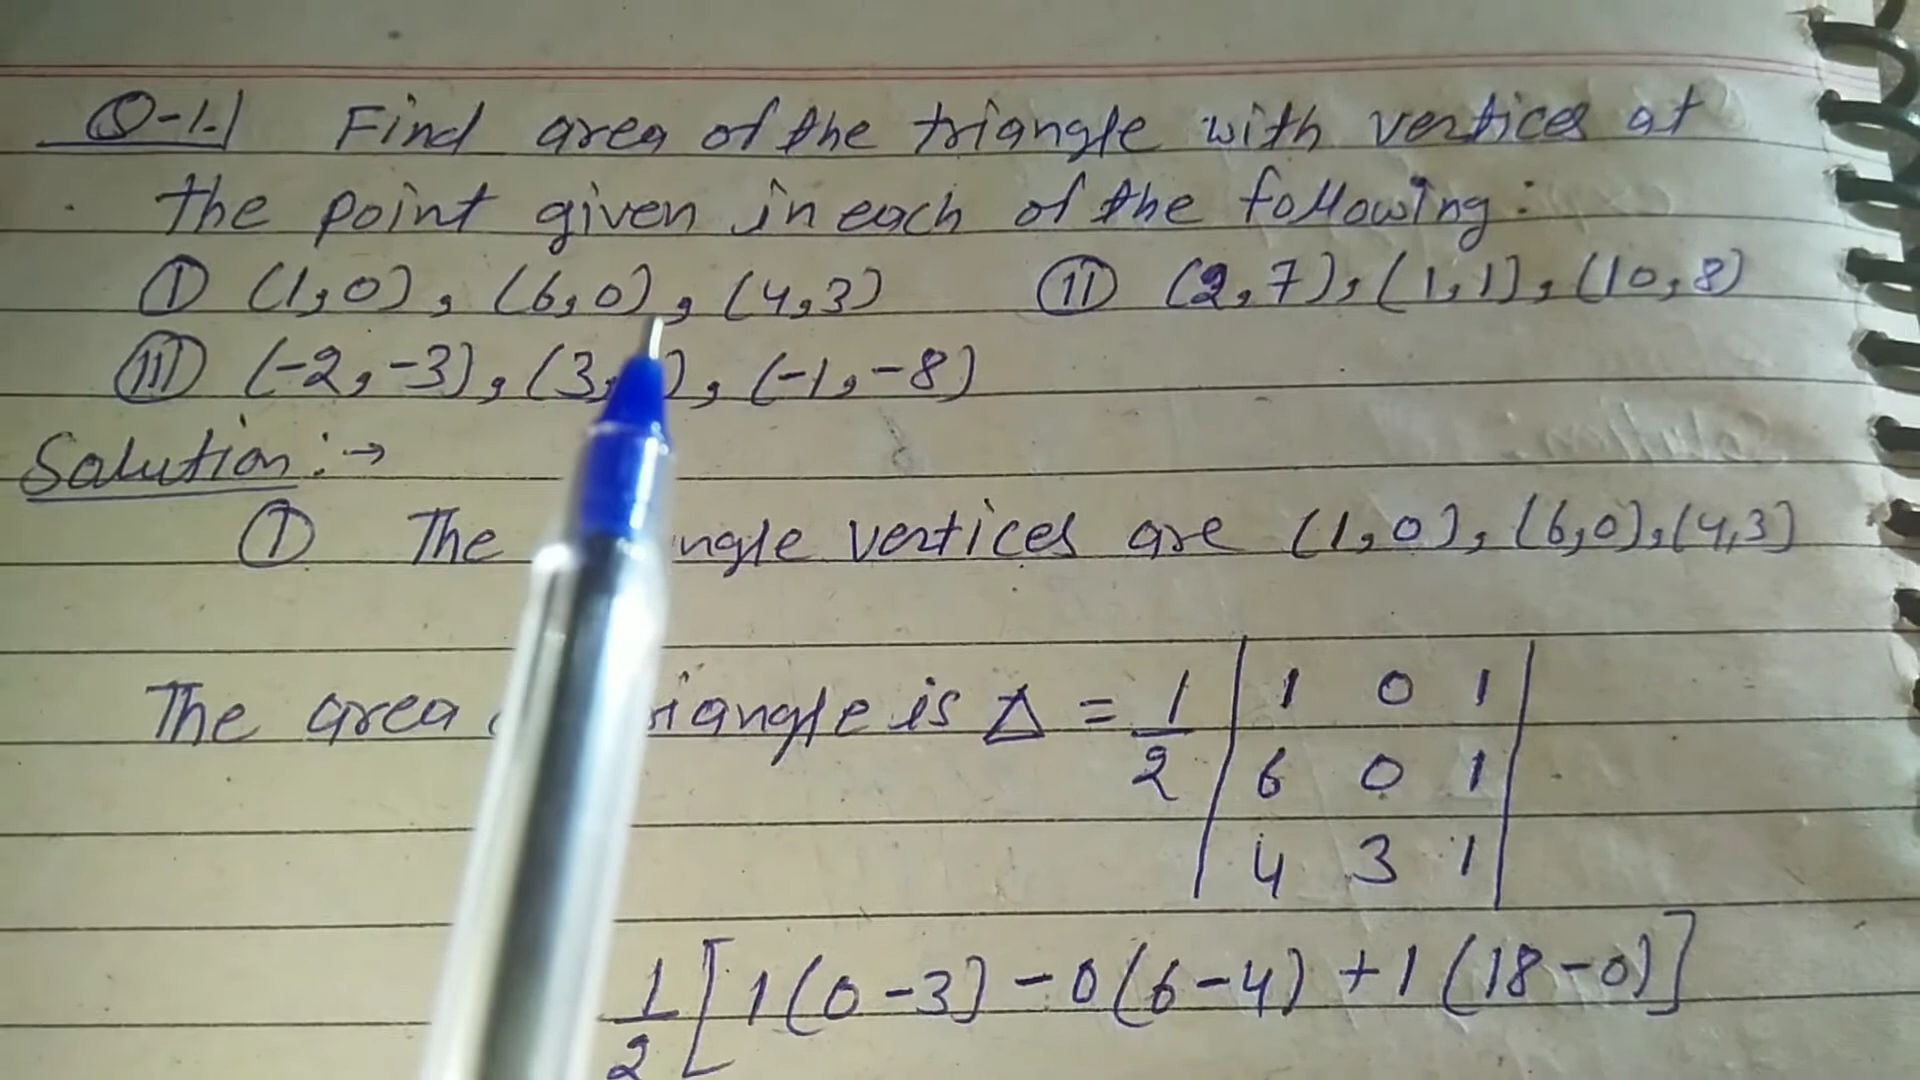 Q-1. Find area of the triangle with vertices at
the point given in each of the following:
(I) (1,0), (6,0), (4,3) (II) (2,7), (1,1), (10,8)
(III) (-2,-3), (3, ), (-1,-8)
Solution:→
(I) The ngle vertices are (1,0), (6,0), (4,3)
The area iangle is Δ = 1/2 | 1 0 1 |
| 6 0 1 |
| 4 3 1 |
1/2 [1(0-3) - 0(6-4) + 1(18-0)]